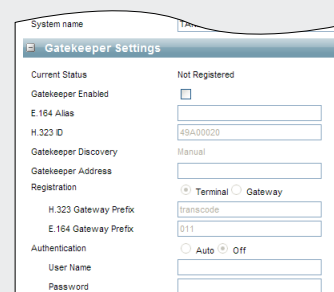 System name
Gatekeeper Settings
Current Status Not Registered
Gatekeeper Enabled
E.164 Alias
H.323 ID 49A00020
Gatekeeper Discovery Manual
Gatekeeper Address
Registration Terminal Gateway
H.323 Gateway Prefix transcode
E.164 Gateway Prefix 011
Authentication Auto Off
User Name
Password